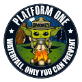 PLATFORM ONE
WATERFALL, ONLY YOU CAN PREVENT